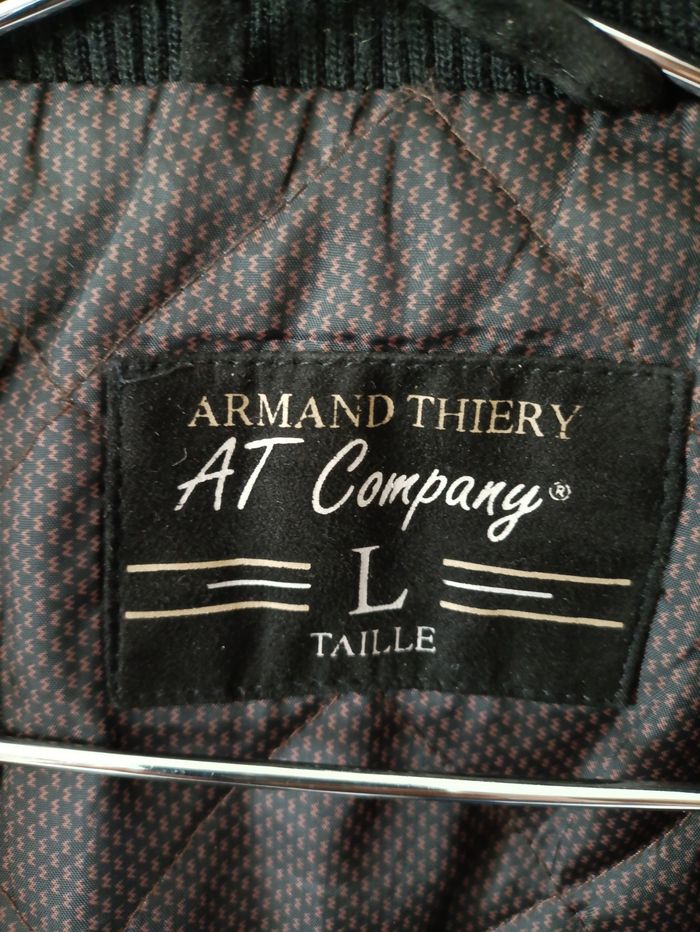 ARMAND THIERY
AT Company®
L
TAILLE